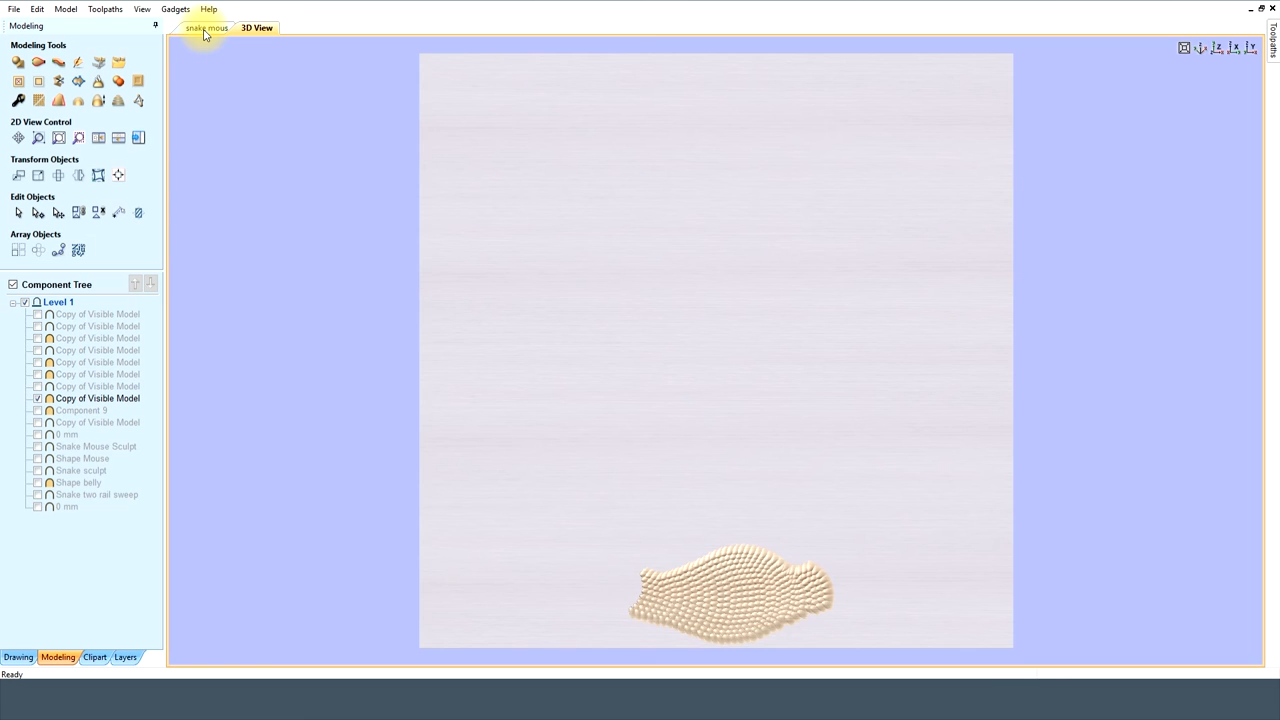 File Edit Model Toolpaths View Gadgets Help
Modeling
snake mous 3D View
Toolpaths
Modeling Tools
2D View Control
Transform Objects
Edit Objects
Array Objects
Component Tree
Level 1
Copy of Visible Model
Copy of Visible Model
Copy of Visible Model
Copy of Visible Model
Copy of Visible Model
Copy of Visible Model
Copy of Visible Model
Copy of Visible Model
Component 9
Copy of Visible Model
0 mm
Snake Mouse Sculpt
Shape Mouse
Snake sculpt
Shape belly
Snake two rail sweep
0 mm
Drawing Modeling Clipart Layers
Ready